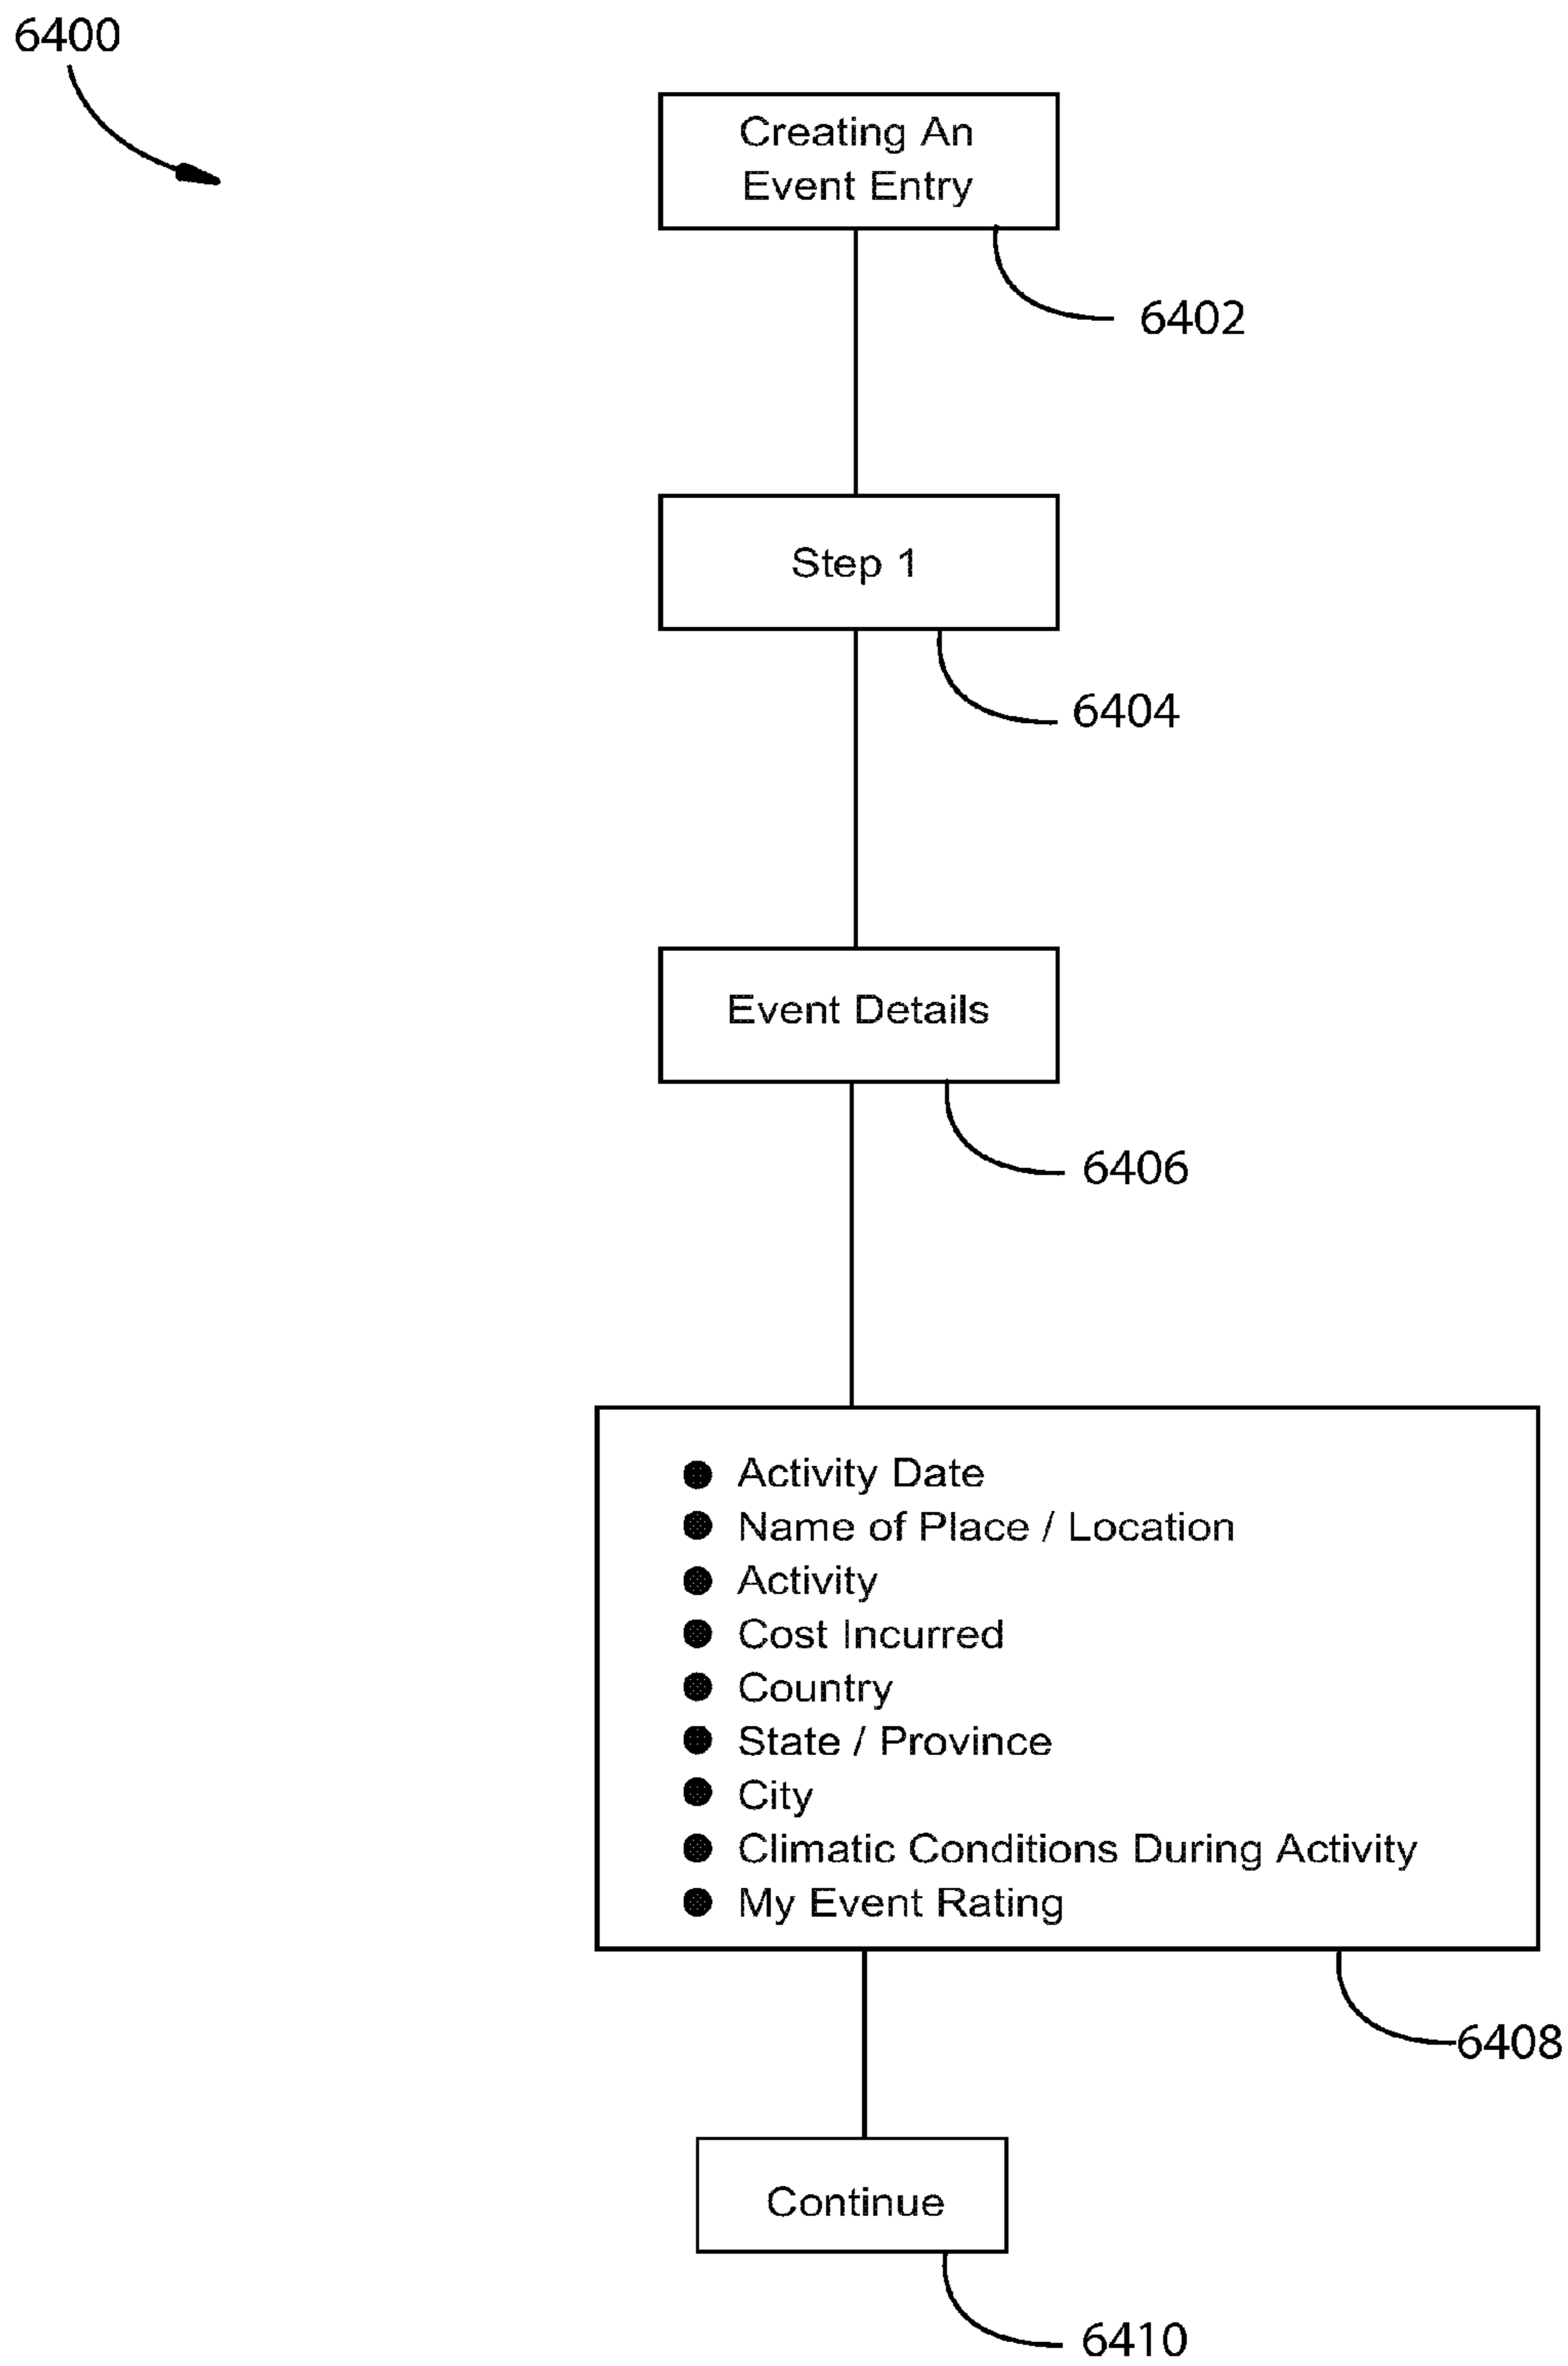 6400
Creating An
Event Entry
6402
Step 1
6404
Event Details
6406
● Activity Date
● Name of Place / Location
● Activity
● Cost Incurred
● Country
● State / Province
● City
● Climatic Conditions During Activity
● My Event Rating
6408
Continue
6410